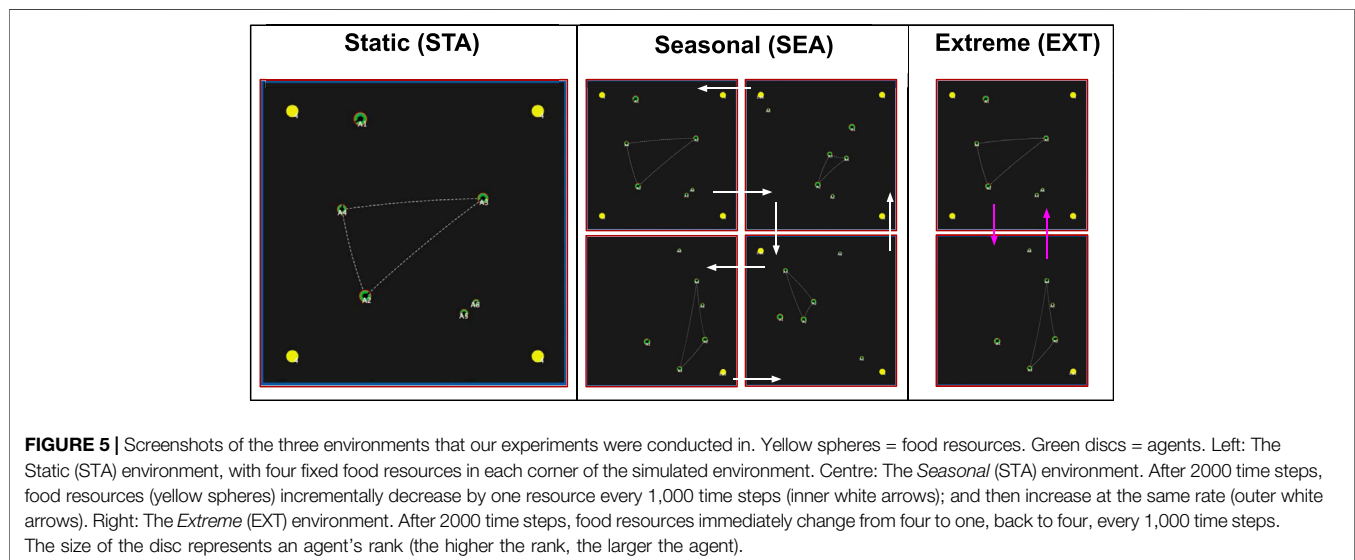 Static (STA)
Seasonal (SEA)
Extreme (EXT)
A1
A4
A3
A2
A6
A5
FIGURE 5 | Screenshots of the three environments that our experiments were conducted in. Yellow spheres = food resources. Green discs = agents. Left: The
Static (STA) environment, with four fixed food resources in each corner of the simulated environment. Centre: The Seasonal (STA) environment. After 2000 time steps,
food resources (yellow spheres) incrementally decrease by one resource every 1,000 time steps (inner white arrows); and then increase at the same rate (outer white
arrows). Right: The Extreme (EXT) environment. After 2000 time steps, food resources immediately change from four to one, back to four, every 1,000 time steps.
The size of the disc represents an agent's rank (the higher the rank, the larger the agent).